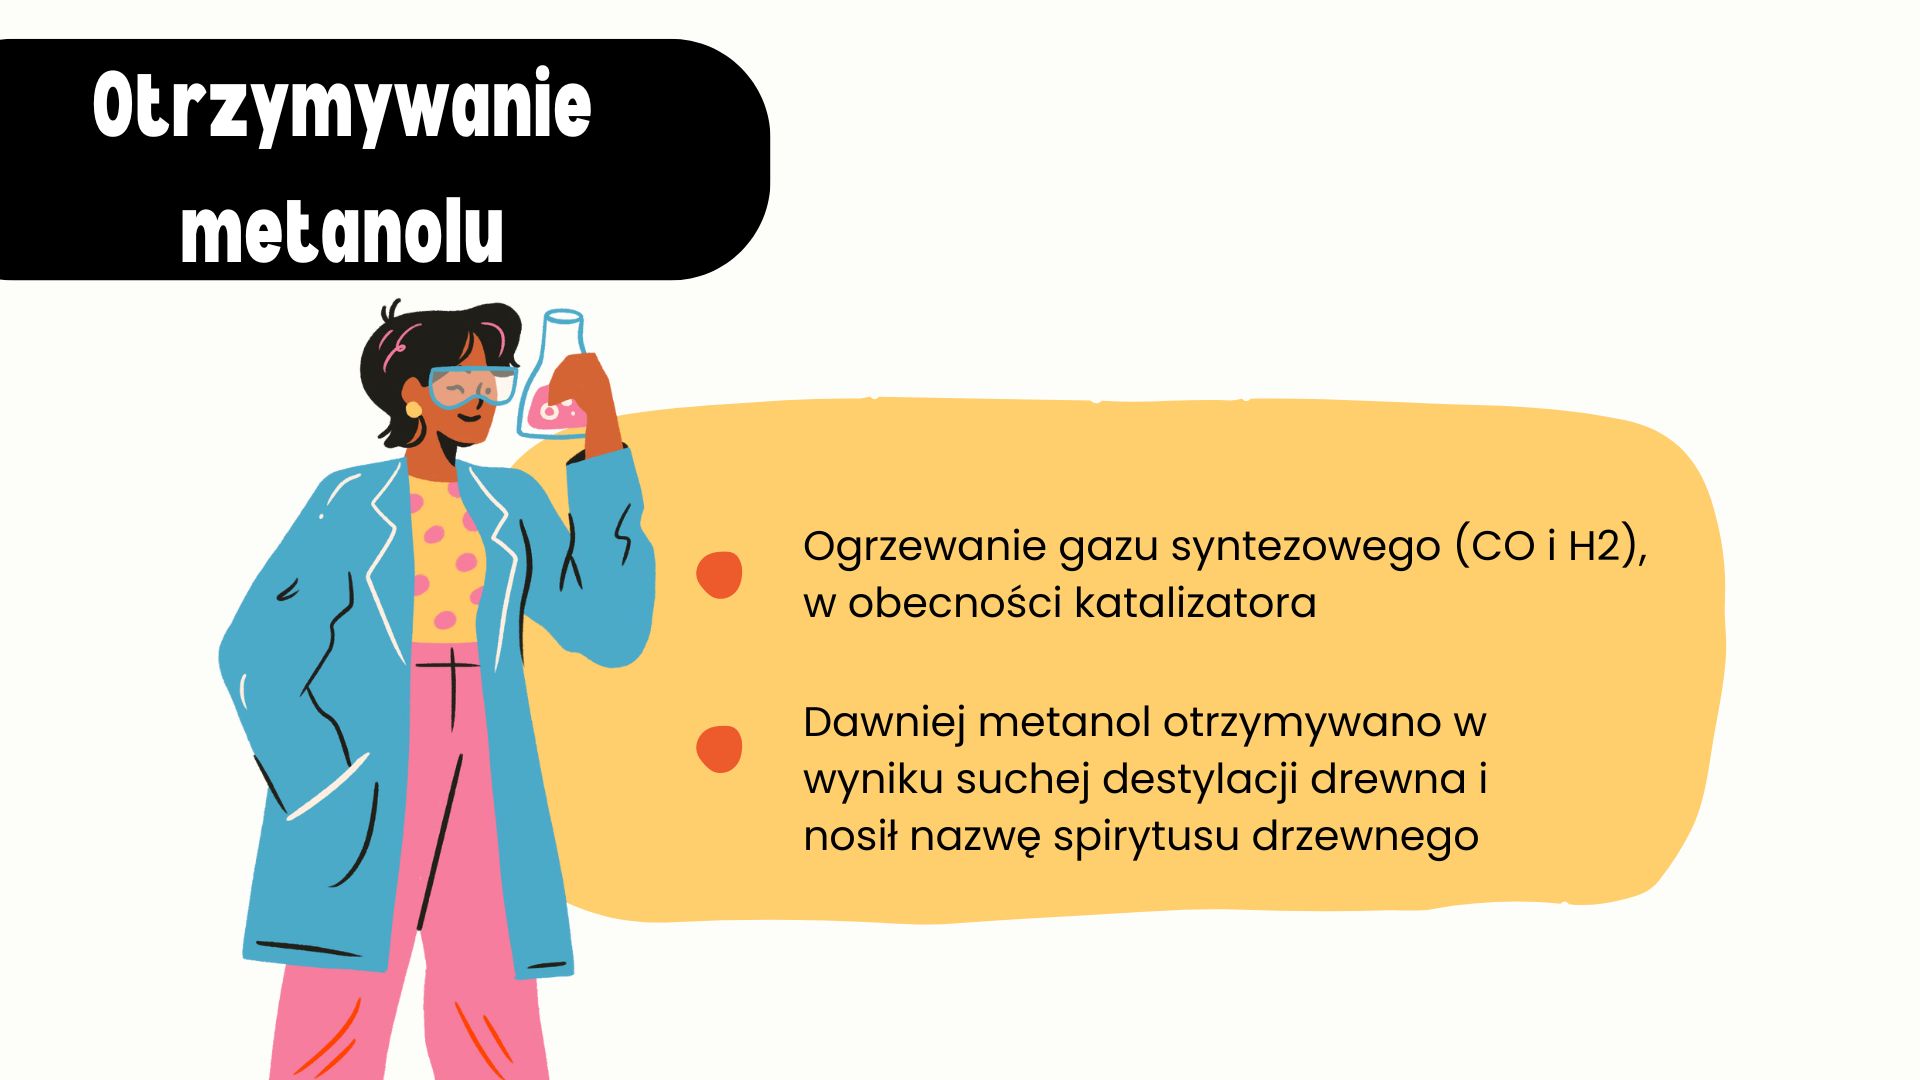 Otrzymywanie
metanolu
Ogrzewanie gazu syntezowego (CO i H2),
w obecności katalizatora
Dawniej metanol otrzymywano w
wyniku suchej destylacji drewna i
nosił nazwę spirytusu drzewnego